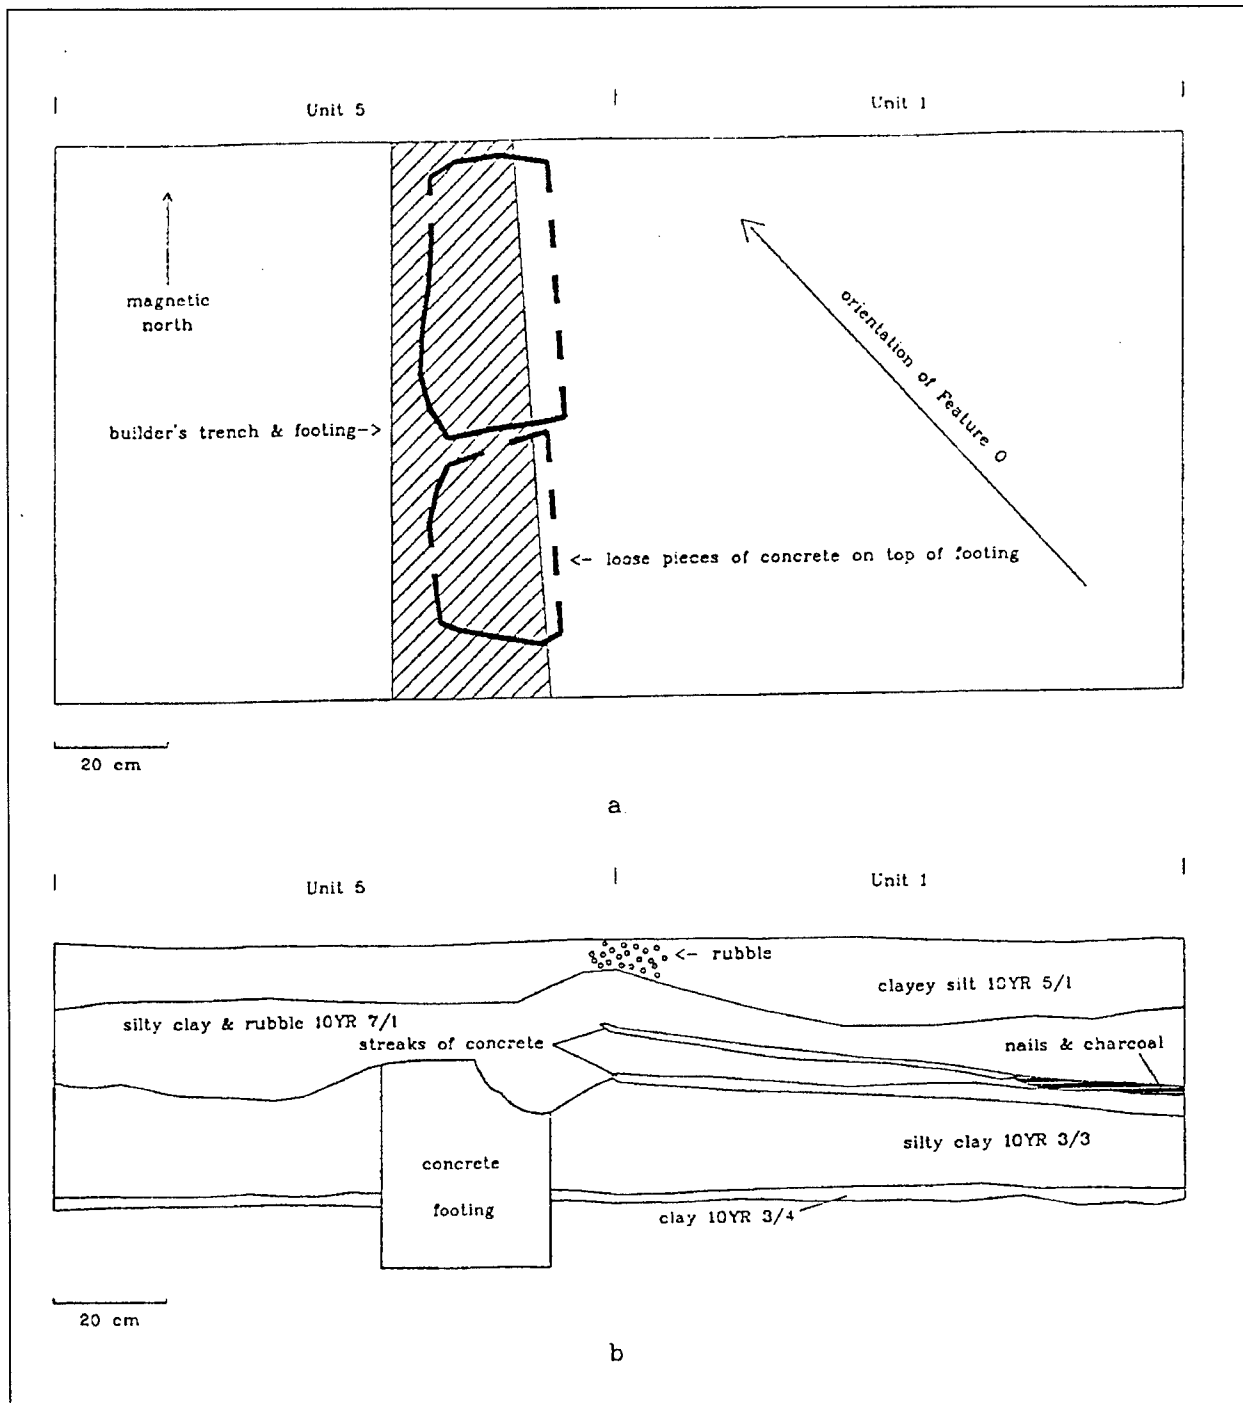 Unit 5 Unit 1
magnetic
north
orientation of Feature 0
builder's trench & footing->
<- loose pieces of concrete on top of footing
20 cm
a
Unit 5 Unit 1
<- rubble
clayey silt 10YR 5/1
silty clay & rubble 10YR 7/1
streaks of concrete
nails & charcoal
silty clay 10YR 3/3
concrete
footing
clay 10YR 3/4
20 cm
b